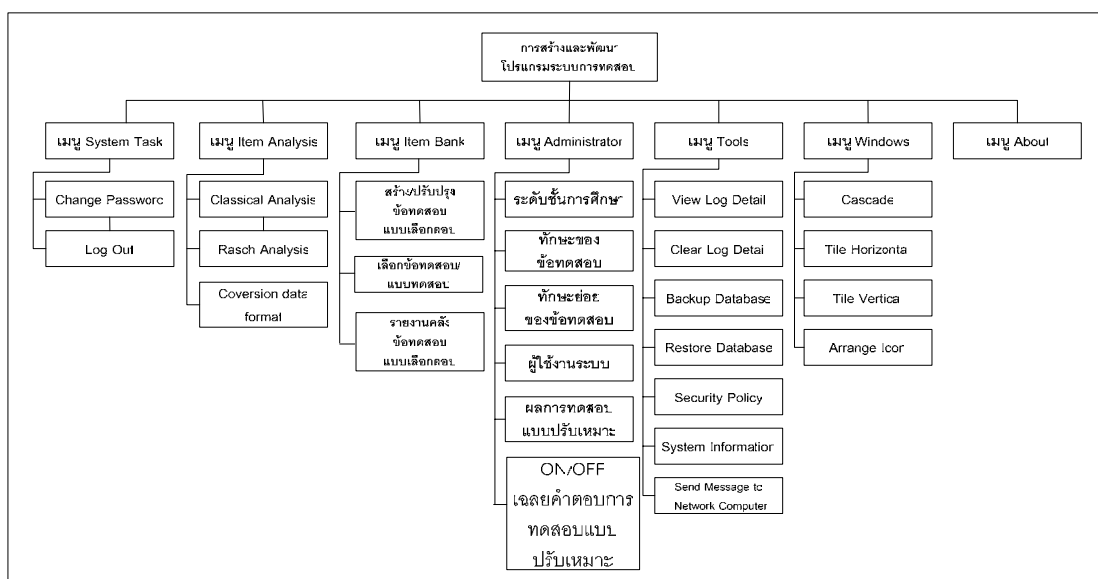 การสร้างและพัฒนา
โปรแกรมระบบการทดสอบ
เมนู System Task
เมนู Item Analysis
เมนู Item Bank
เมนู Administrator
เมนู Tools
เมนู Windows
เมนู About
Change Password
Log Out
Classical Analysis
Rasch Analysis
Coversion data
format
สร้าง/ปรับปรุง
ข้อทดสอบ
แบบเลือกตอบ
เลือกข้อทดสอบ/
แบบทดสอบ
รายงานคลัง
ข้อทดสอบ
แบบเลือกตอบ
ระดับชั้นการศึกษา
ทักษะของ
ข้อทดสอบ
ทักษะย่อย
ของข้อทดสอบ
ผู้ใช้งานระบบ
ผลการทดสอบ
แบบปรับเหมาะ
ON/OFF
เฉลยคำตอบการ
ทดสอบแบบ
ปรับเหมาะ
View Log Detail
Clear Log Detail
Backup Database
Restore Database
Security Policy
System Information
Send Message to
Network Computer
Cascade
Tile Horizontal
Tile Vertical
Arrange Icon